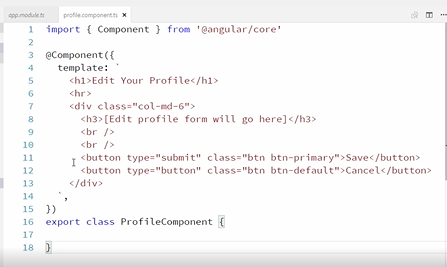 app.module.ts profile.component.ts ×
1 import { Component } from '@angular/core'
2
3 @Component({
4 template: `
5 <h1>Edit Your Profile</h1>
6 <hr>
7 <div class="col-md-6">
8 <h3>[Edit profile form will go here]</h3>
9 <br />
10 <br />
11 <button type="submit" class="btn btn-primary">Save</button>
12 <button type="button" class="btn btn-default">Cancel</button>
13 </div>
14 `,
15 })
16 export class ProfileComponent {
17
18 }